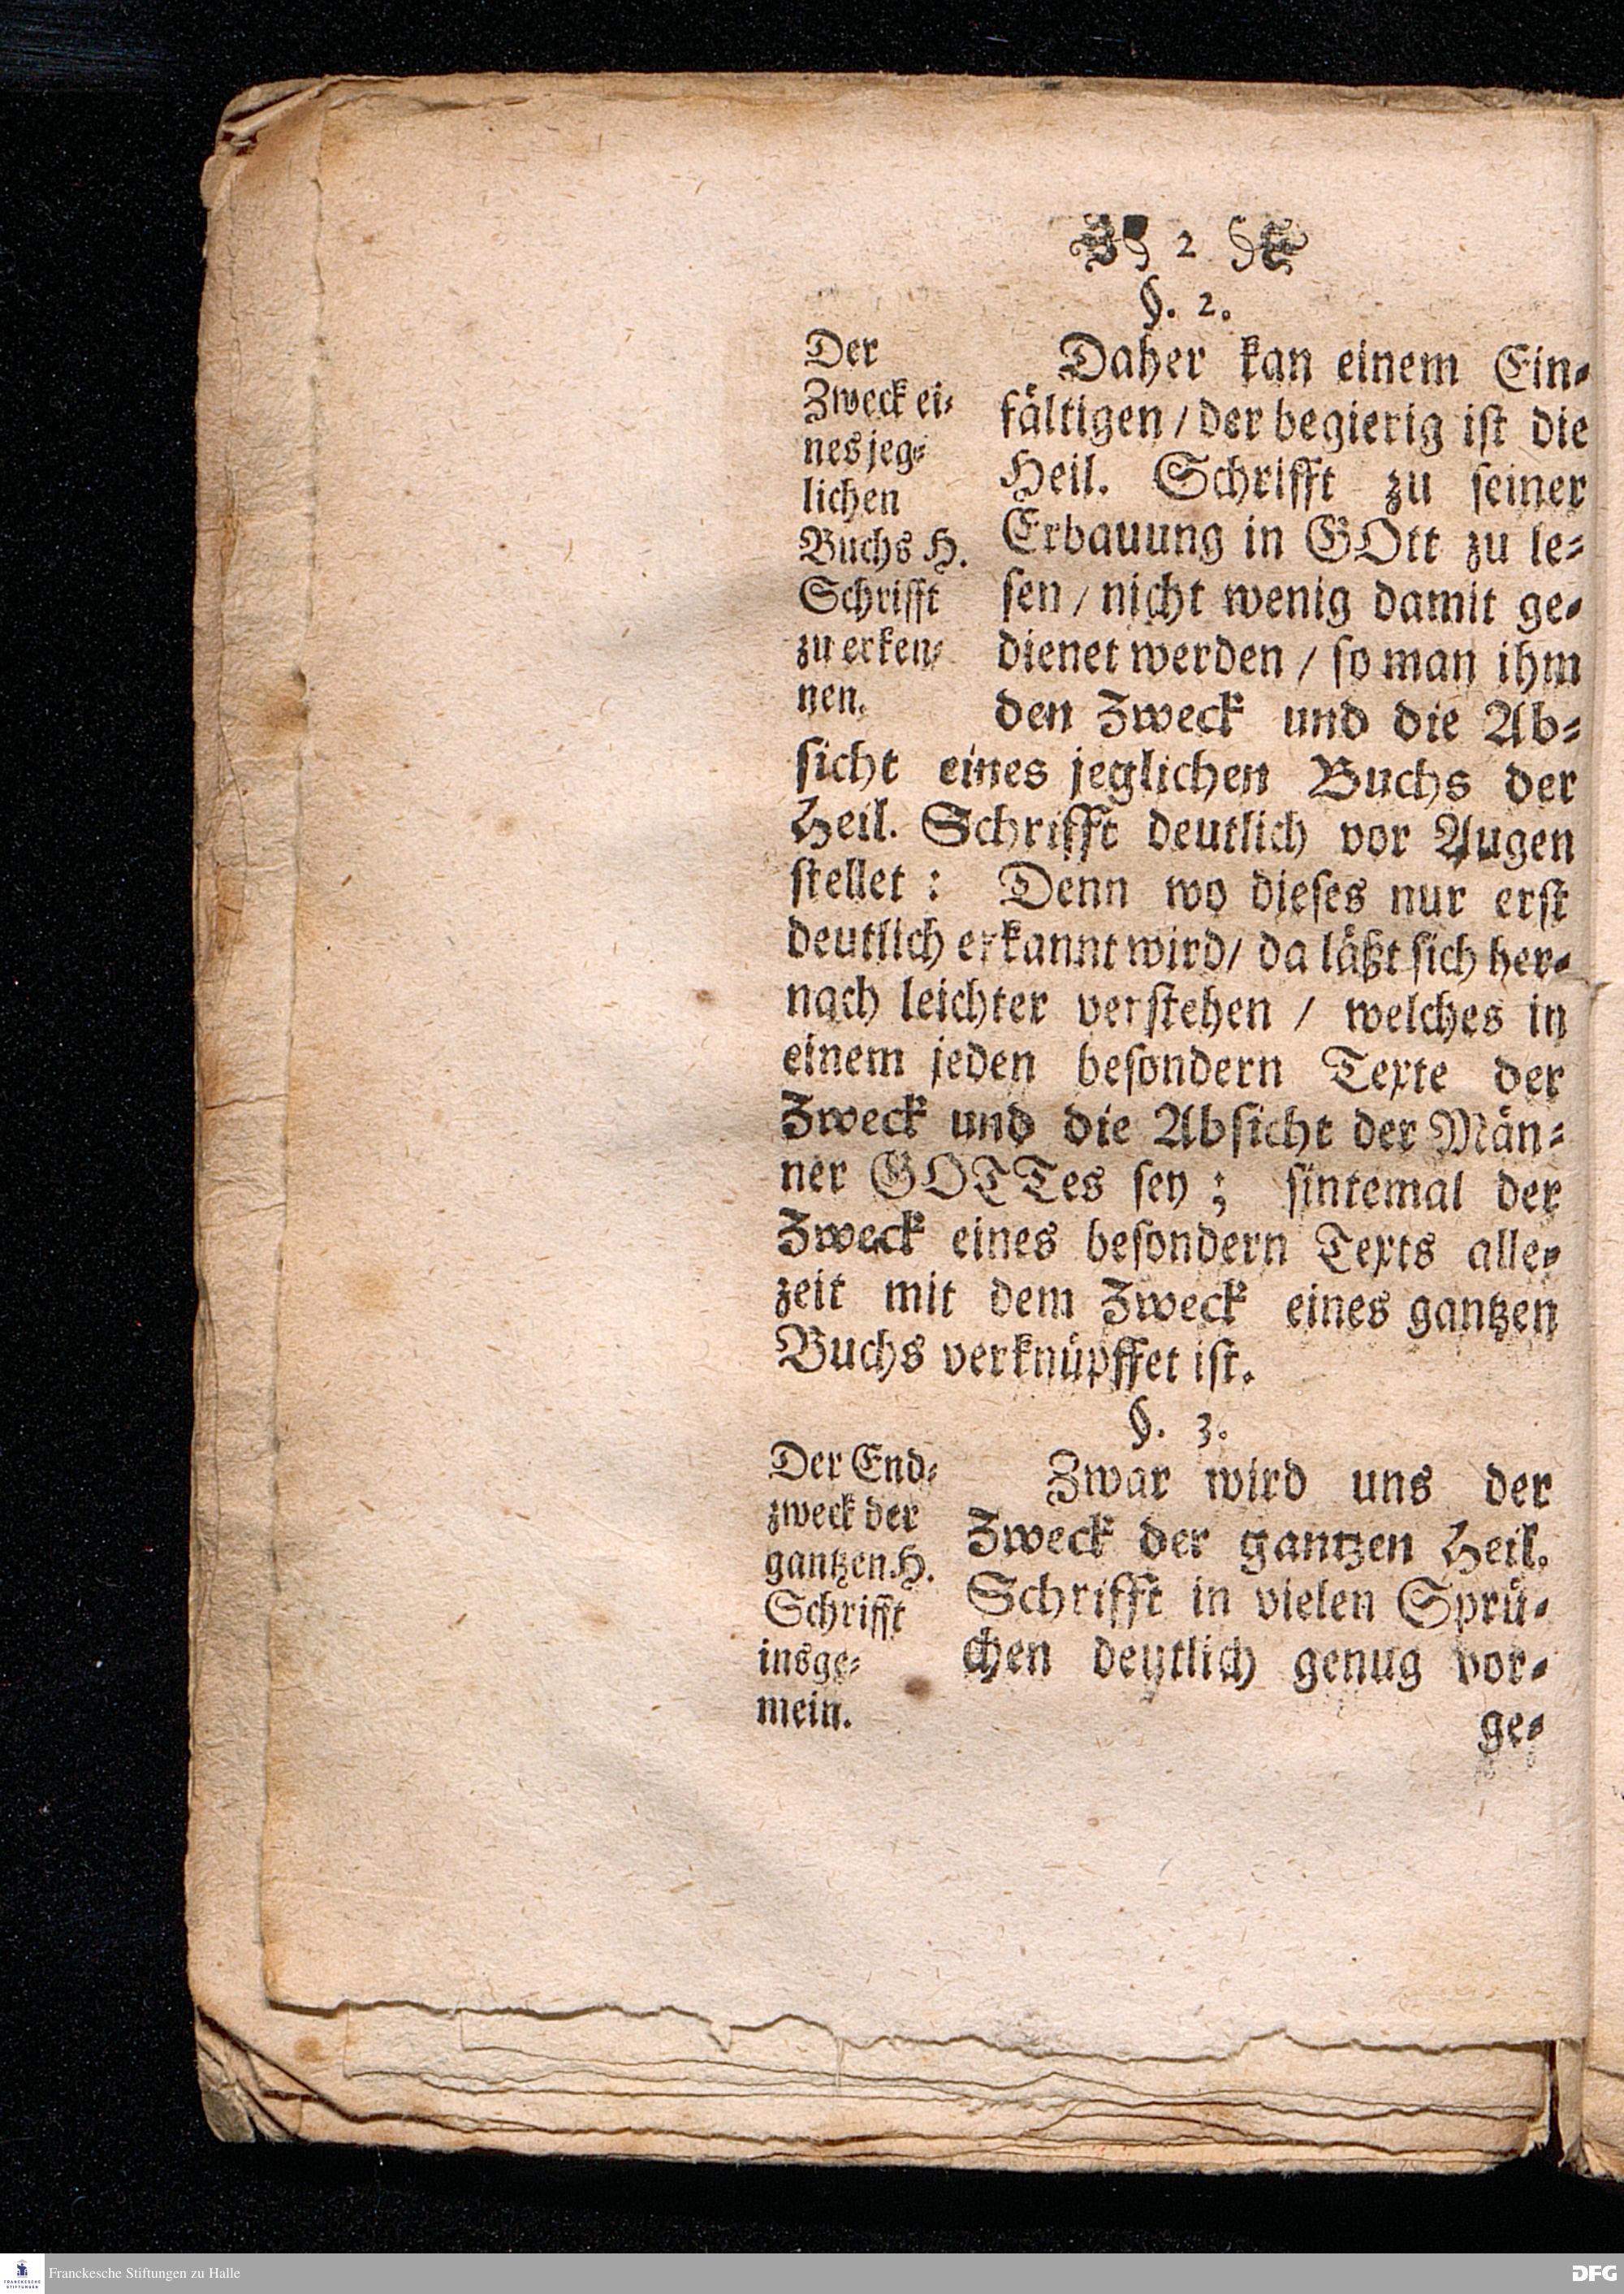 2
§. 2.
Der
Zweck ei-
nes jeg-
lichen
Buchs H.
Schrifft
zu erken-
nen.
Daher kan einem Ein-
fältigen / der begierig ist die
Heil. Schrifft zu seiner
Erbauung in GOtt zu le-
sen / nicht wenig damit ge-
dienet werden / so man ihm
den Zweck und die Ab-
sicht eines jeglichen Buchs der
Heil. Schrifft deutlich vor Augen
stellet : Denn wo dieses nur erst
deutlich erkannt wird / da läßt sich her-
nach leichter verstehen / welches in
einem jeden besondern Texte der
Zweck und die Absicht der Män-
ner GOTTes sey ; sintemal der
Zweck eines besondern Texts alle-
zeit mit dem Zweck eines gantzen
Buchs verknüpffet ist.
§. 3.
Der End-
zweck der
gantzen H.
Schrifft
insge-
mein.
Zwar wird uns der
Zweck der gantzen Heil.
Schrifft in vielen Sprü-
chen deutlich genug vor-
ge-
FRANCKESCHE
STIFTUNGEN
Franckesche Stiftungen zu Halle
DFG